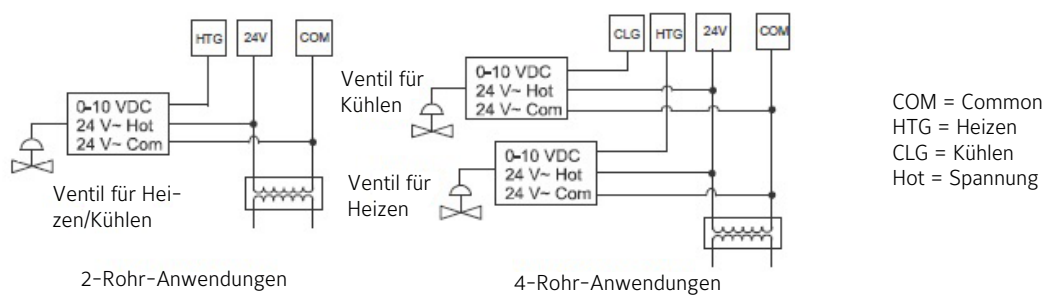 HTG
24V
COM
0-10 VDC
24 V~ Hot
24 V~ Com
Ventil für Hei-
zen/Kühlen
2-Rohr-Anwendungen
CLG
HTG
24V
COM
Ventil für
Kühlen
0-10 VDC
24 V~ Hot
24 V~ Com
Ventil für
Heizen
0-10 VDC
24 V~ Hot
24 V~ Com
4-Rohr-Anwendungen
COM = Common
HTG = Heizen
CLG = Kühlen
Hot = Spannung